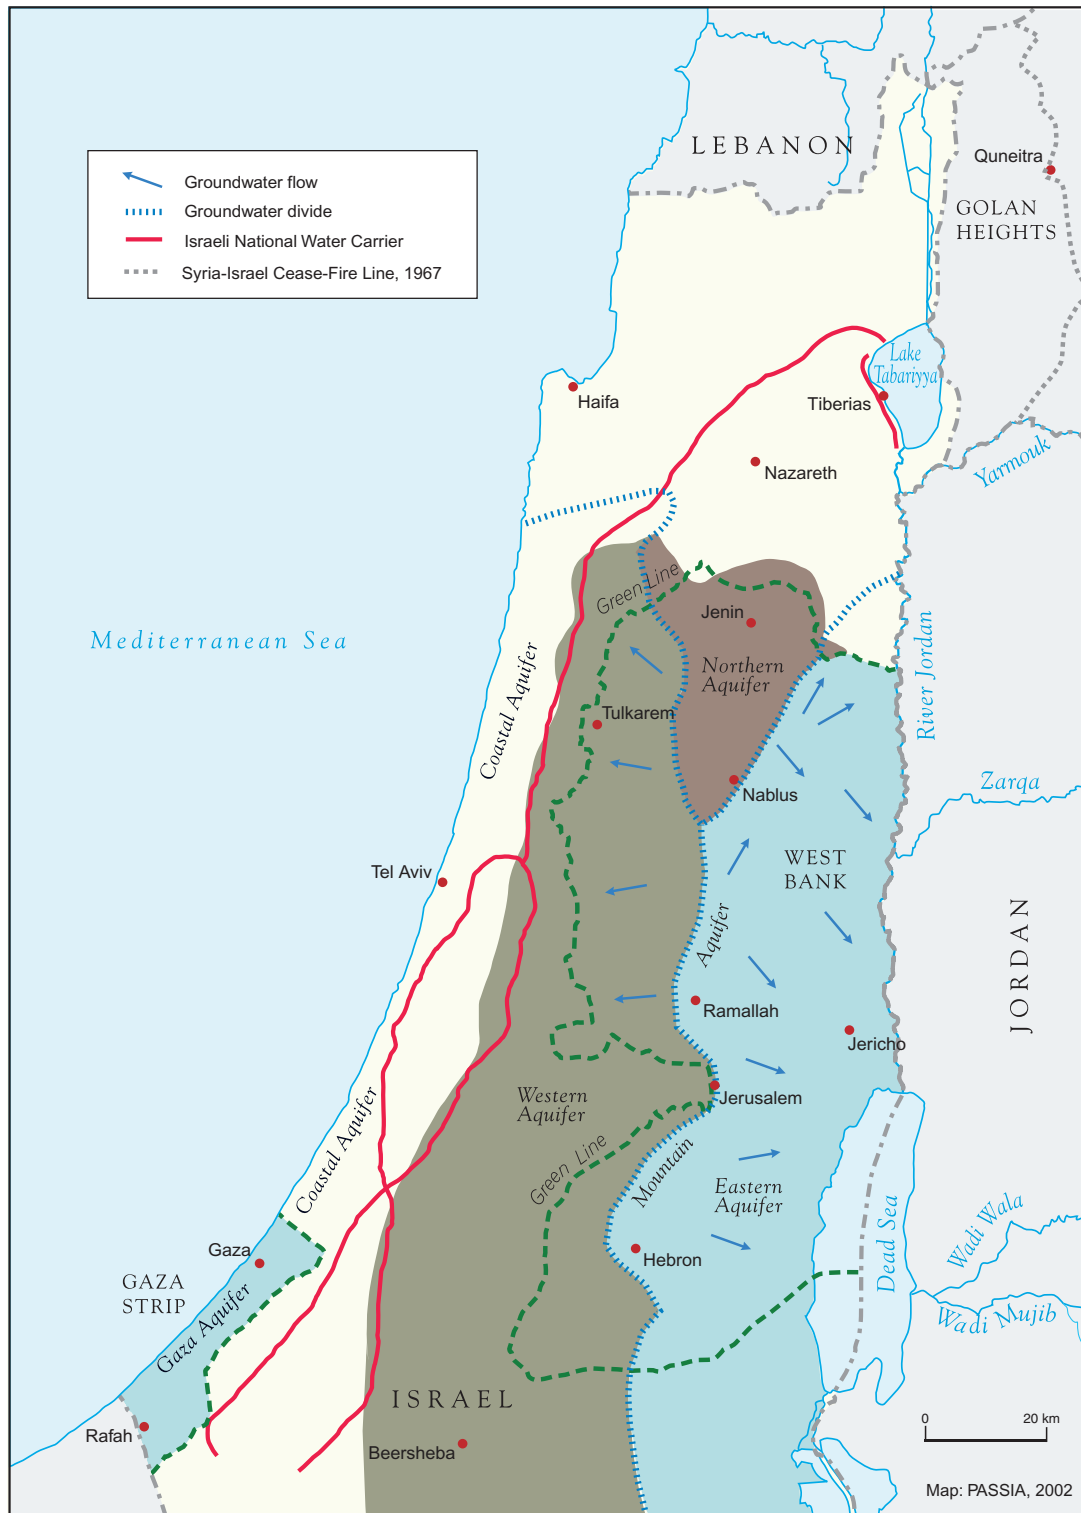 LEBANON
Quneitra
GOLAN
HEIGHTS
Groundwater flow
Groundwater divide
Israeli National Water Carrier
Syria-Israel Cease-Fire Line, 1967
Lake
Tabariyya
Haifa
Tiberias
Nazareth
Yarmouk
Green Line
Jenin
Mediterranean Sea
Northern
Aquifer
River Jordan
Coastal Aquifer
Tulkarem
Nablus
Zarqa
Tel Aviv
WEST
BANK
Aquifer
JORDAN
Ramallah
Jericho
Western
Aquifer
Jerusalem
Coastal Aquifer
Green Line
Mountain
Eastern
Aquifer
Dead Sea
Wadi Wala
Gaza
Hebron
GAZA
STRIP
Gaza Aquifer
Wadi Mujib
ISRAEL
Rafah
Beersheba
0 20 km
Map: PASSIA, 2002